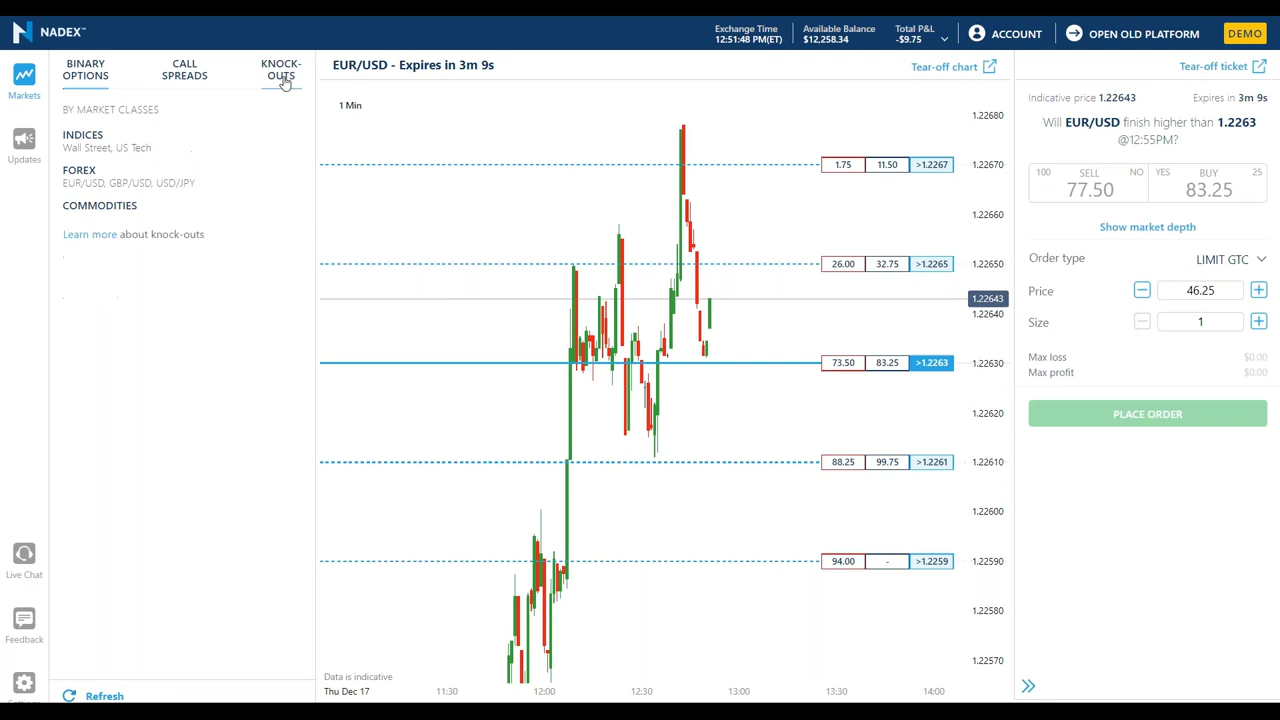 NADEX™
Exchange Time
12:51:48 PM(ET)
Available Balance
$12,258.34
Total P&L
-$9.75
ACCOUNT
OPEN OLD PLATFORM
DEMO
Markets
Updates
Live Chat
Feedback
BINARY OPTIONS
CALL SPREADS
KNOCK-OUTS
BY MARKET CLASSES
INDICES
Wall Street, US Tech
FOREX
EUR/USD, GBP/USD, USD/JPY
COMMODITIES
Learn more about knock-outs
Refresh
EUR/USD - Expires in 3m 9s
Tear-off chart
1 Min
1.22680
1.75 11.50 >1.2267 1.22670
1.22660
26.00 32.75 >1.2265 1.22650
1.22643
1.22640
73.50 83.25 >1.2263 1.22630
1.22620
88.25 99.75 >1.2261 1.22610
1.22600
94.00 - >1.2259 1.22590
1.22580
1.22570
Data is indicative
Thu Dec 17 11:30 12:00 12:30 13:00 13:30 14:00
Tear-off ticket
Indicative price 1.22643 Expires in 3m 9s
Will EUR/USD finish higher than 1.2263
@12:55PM?
100 SELL NO YES BUY 25
77.50 83.25
Show market depth
Order type LIMIT GTC
Price 46.25
Size 1
Max loss $0.00
Max profit $0.00
PLACE ORDER